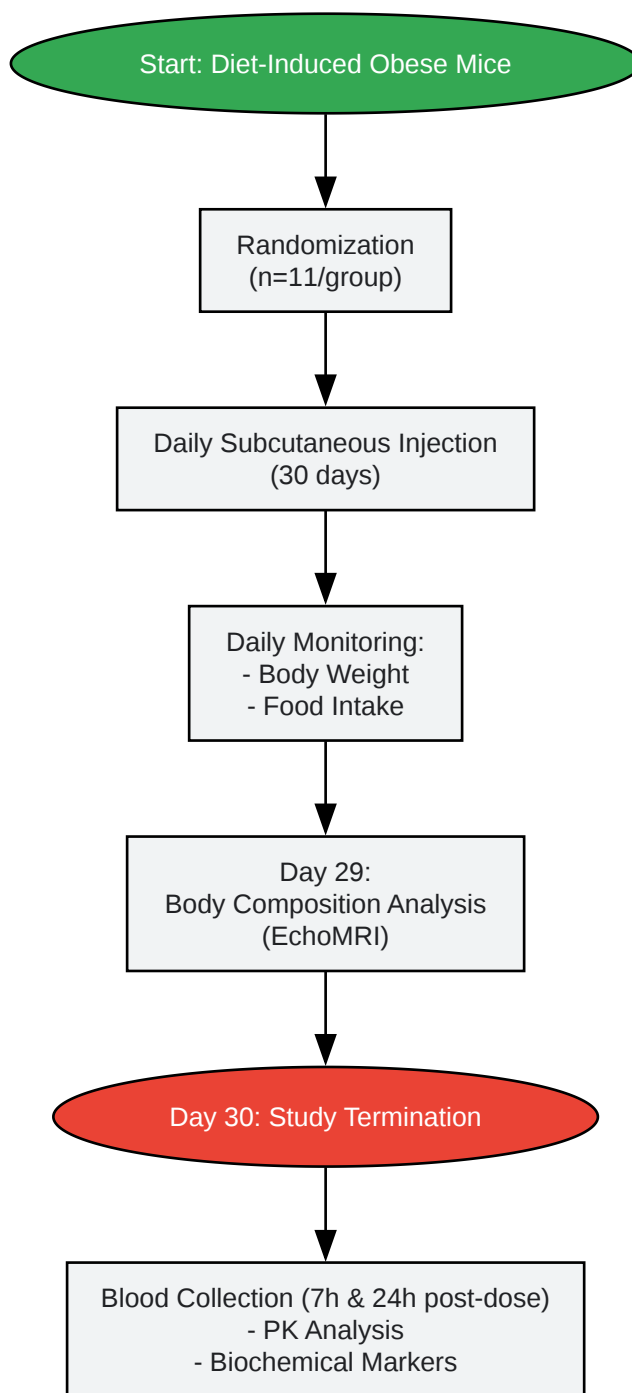 Start: Diet-Induced Obese Mice
Randomization
(n=11/group)
Daily Subcutaneous Injection
(30 days)
Daily Monitoring:
- Body Weight
- Food Intake
Day 29:
Body Composition Analysis
(EchoMRI)
Day 30: Study Termination
Blood Collection (7h & 24h post-dose)
- PK Analysis
- Biochemical Markers